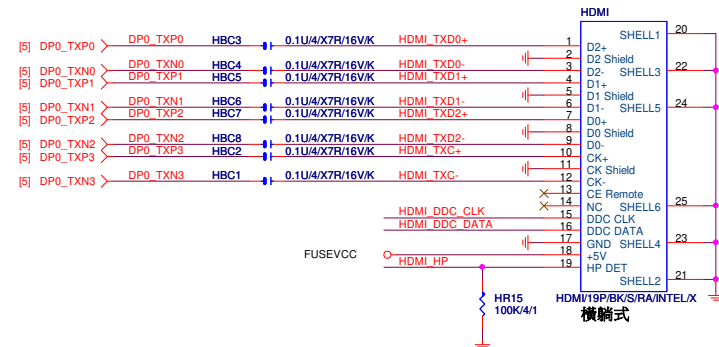 HDMI
SHELL1 20
[5] DP0_TXP0 DP0_TXP0 HBC3 0.1U/4/X7R/16V/K HDMI_TXD0+ 1 D2+
2 D2 Shield
[5] DP0_TXN0 DP0_TXN0 HBC4 0.1U/4/X7R/16V/K HDMI_TXD0- 3 D2- SHELL3 22
[5] DP0_TXP1 DP0_TXP1 HBC5 0.1U/4/X7R/16V/K HDMI_TXD1+ 4 D1+
5 D1 Shield
[5] DP0_TXN1 DP0_TXN1 HBC6 0.1U/4/X7R/16V/K HDMI_TXD1- 6 D1- SHELL5 24
[5] DP0_TXP2 DP0_TXP2 HBC7 0.1U/4/X7R/16V/K HDMI_TXD2+ 7 D0+
8 D0 Shield
[5] DP0_TXN2 DP0_TXN2 HBC8 0.1U/4/X7R/16V/K HDMI_TXD2- 9 D0-
[5] DP0_TXP3 DP0_TXP3 HBC2 0.1U/4/X7R/16V/K HDMI_TXC+ 10 CK+
11 CK Shield
[5] DP0_TXN3 DP0_TXN3 HBC1 0.1U/4/X7R/16V/K HDMI_TXC- 12 CK-
13 CE Remote
14 NC SHELL6 25
HDMI_DDC_CLK 15 DDC CLK
HDMI_DDC_DATA 16 DDC DATA
17 GND SHELL4 23
FUSEVCC 18 +5V
HDMI_HP 19 HP DET
SHELL2 21
HR15
100K/4/1
HDMI/19P/BK/S/RA/INTEL/X
橫躺式